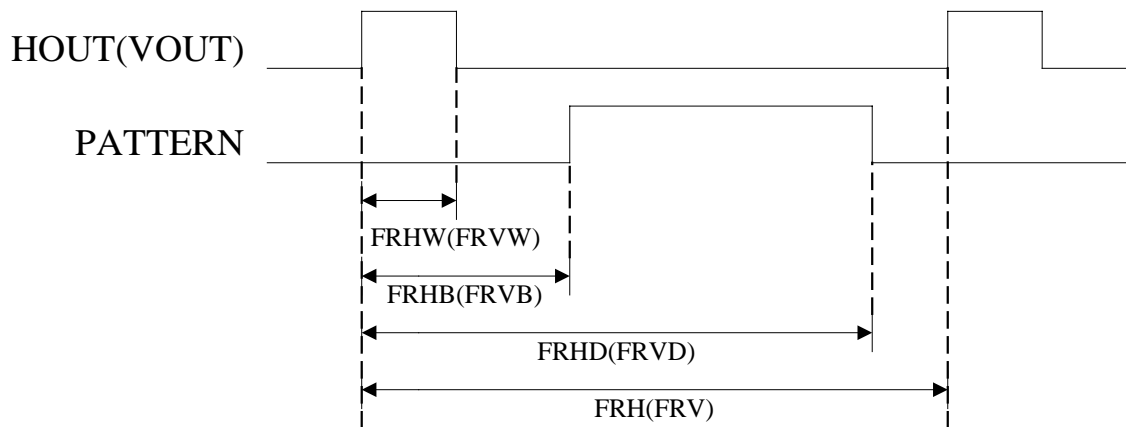 HOUT(VOUT)
PATTERN
FRHW(FRVW)
FRHB(FRVB)
FRHD(FRVD)
FRH(FRV)